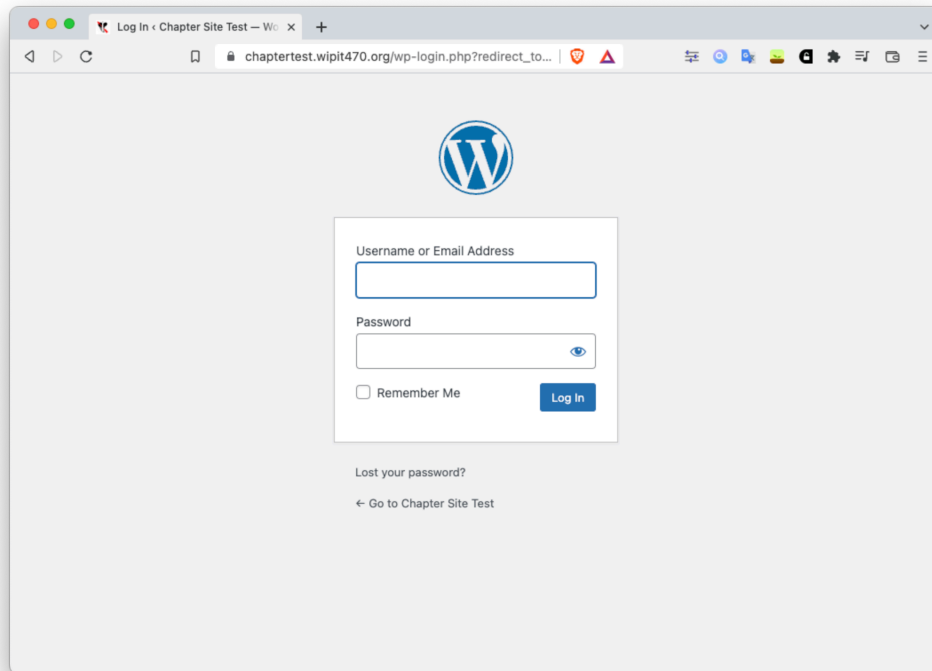 Log In ‹ Chapter Site Test — Wo
chaptertest.wipit470.org/wp-login.php?redirect_to...
Username or Email Address
Password
Remember Me
Log In
Lost your password?
← Go to Chapter Site Test